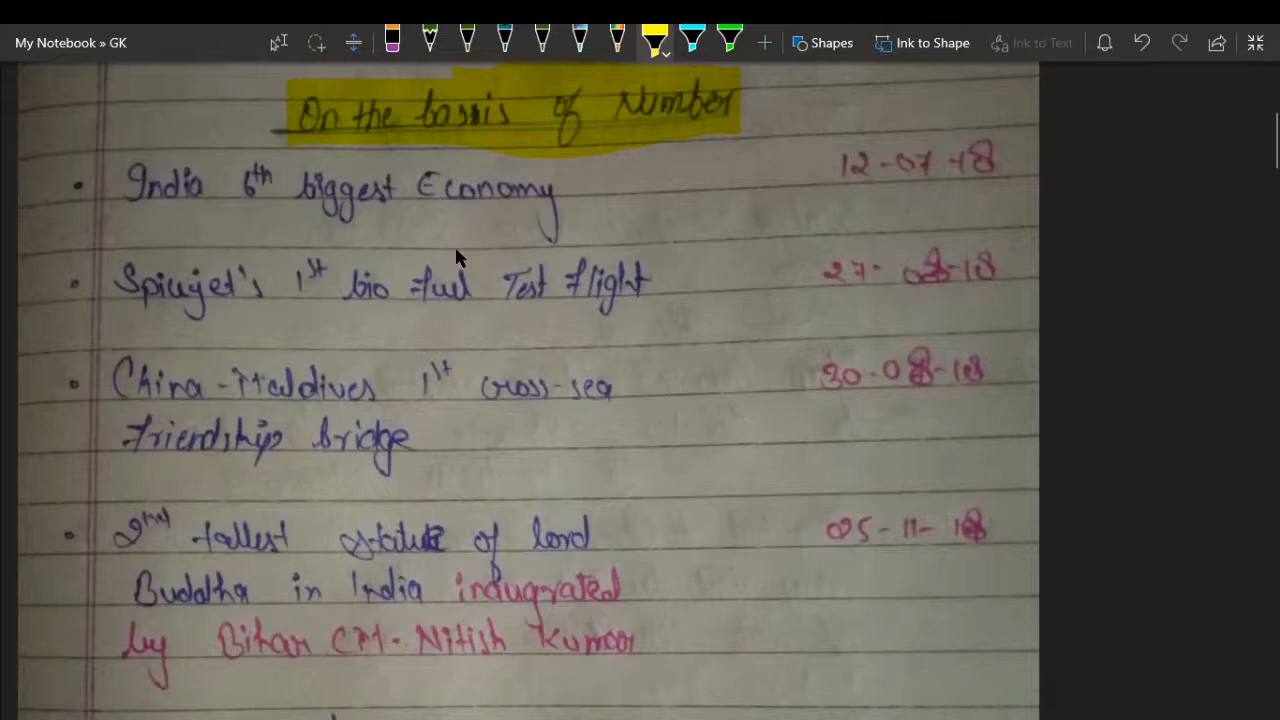 My Notebook » GK
Shapes
Ink to Shape
Ink to Text
On the basis of Number
India 6th biggest Economy 12-07-18
Spicejet's 1st bio fuel Test flight 27-08-18
China-Maldives 1st cross-sea 30-08-18
friendship bridge
2nd tallest statue of lord 05-11-18
Buddha in India inaugrated
by Bihar CM. Nitish Kumar